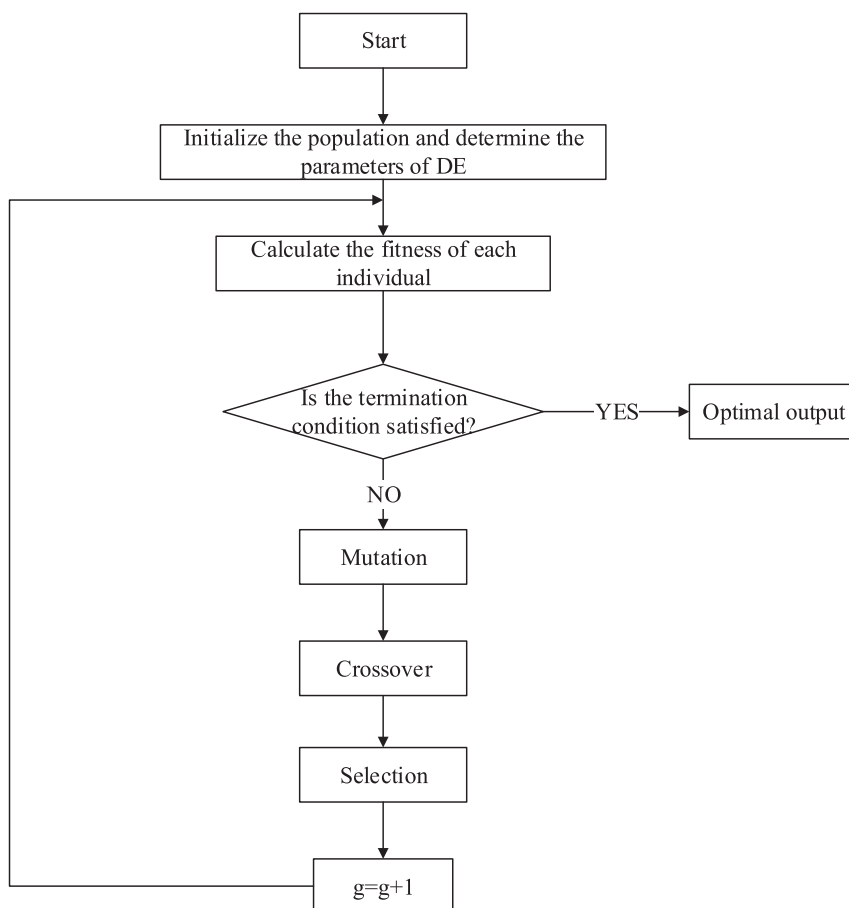 Start
Initialize the population and determine the
parameters of DE
Calculate the fitness of each
individual
Is the termination
condition satisfied?
YES
Optimal output
NO
Mutation
Crossover
Selection
g=g+1